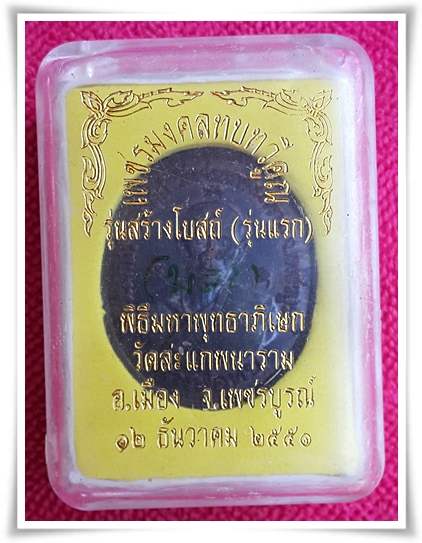 เพชรมงคลทบทวีคูณ
รุ่นสร้างโบสถ์ (รุ่นแรก)
พิธีมหาพุทธาภิเษก
วัดสะแกพนาราม
อ.เมือง จ.เพชรบูรณ์
๑๒ ธันวาคม ๒๕๕๑